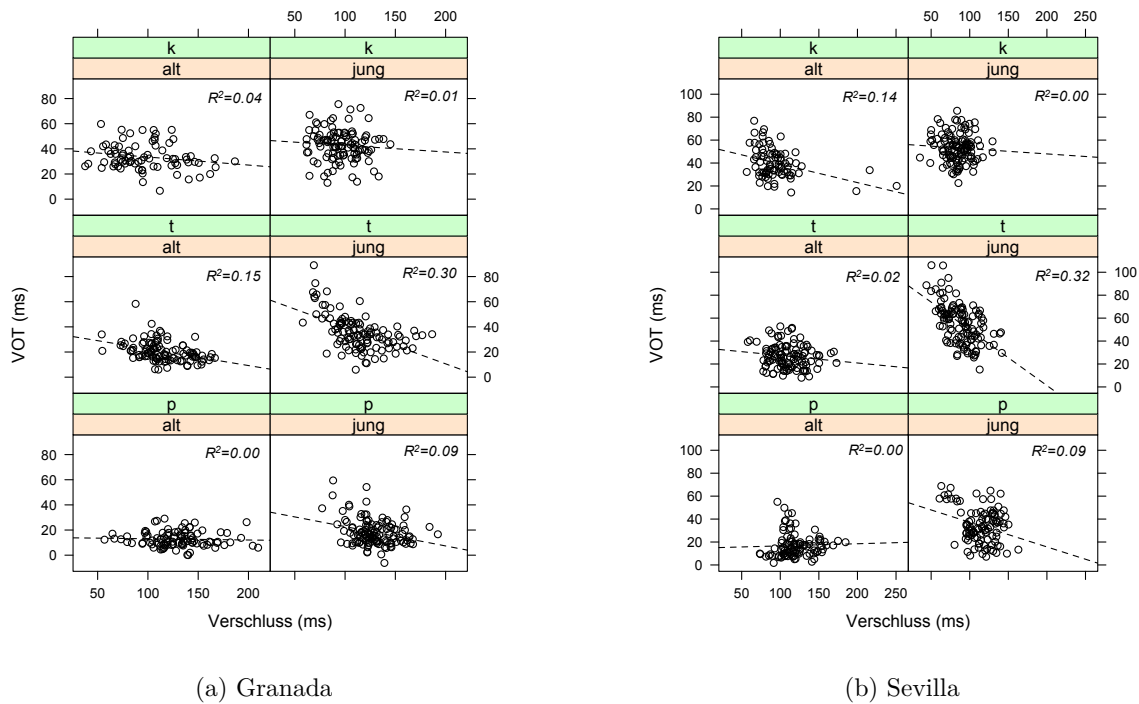 50 100 150 200
k k
alt jung
R²=0.04 R²=0.01
80
60
40
20
0
t t
alt jung
R²=0.15 R²=0.30
80
60
40
20
0
p p
alt jung
R²=0.00 R²=0.09
80
60
40
20
0
50 100 150 200
VOT (ms)
Verschluss (ms)
(a) Granada
50 100 150 200 250
k k
alt jung
R²=0.14 R²=0.00
100
80
60
40
20
0
t t
alt jung
R²=0.02 R²=0.32
100
80
60
40
20
0
p p
alt jung
R²=0.00 R²=0.09
100
80
60
40
20
0
50 100 150 200 250
VOT (ms)
Verschluss (ms)
(b) Sevilla